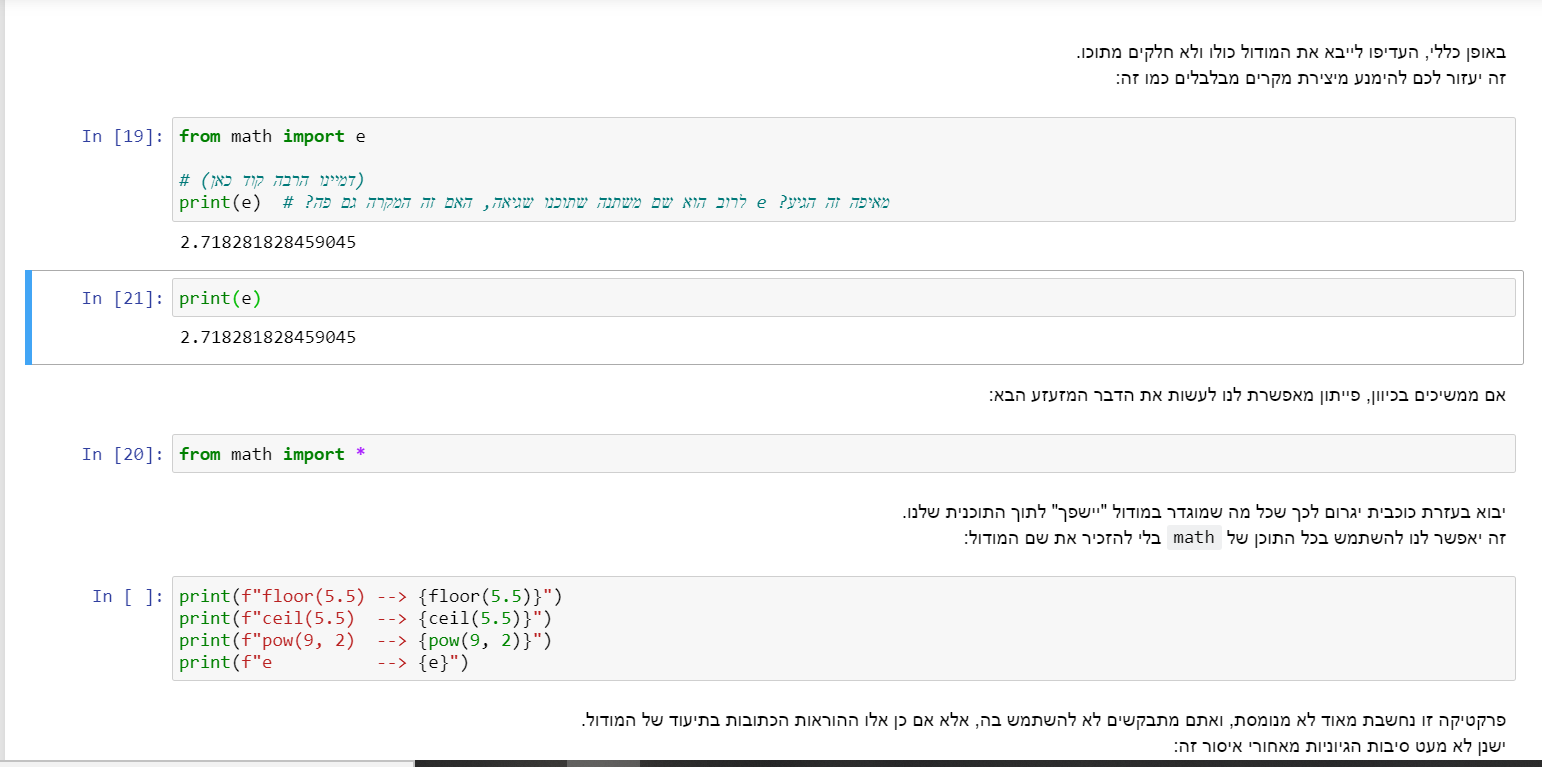 באופן כללי, העדיפו לייבא את המודול כולו ולא חלקים מתוכו.
זה יעזור לכם להימנע מיצירת מקרים מבלבלים כמו זה:
In [19]: from math import e
# (דמיינו הרבה קוד כאן)
print(e)  # מאיפה זה הגיע? e לרוב הוא שם משתנה שתוכנו שגיאה, האם זה המקרה גם פה?
2.718281828459045
In [21]: print(e)
2.718281828459045
אם ממשיכים בכיוון, פייתון מאפשרת לנו לעשות את הדבר המזעזע הבא:
In [20]: from math import *
יבוא בעזרת כוכבית יגרום לכך שכל מה שמוגדר במודול "יישפך" לתוך התוכנית שלנו.
זה יאפשר לנו להשתמש בכל התוכן של math בלי להזכיר את שם המודול:
In [ ]: print(f"floor(5.5) --> {floor(5.5)}")
print(f"ceil(5.5)  --> {ceil(5.5)}")
print(f"pow(9, 2)  --> {pow(9, 2)}")
print(f"e          --> {e}")
פרקטיקה זו נחשבת מאוד לא מנומסת, ואתם מתבקשים לא להשתמש בה, אלא אם כן אלו ההוראות הכתובות בתיעוד של המודול.
ישנן לא מעט סיבות הגיוניות מאחורי איסור זה: